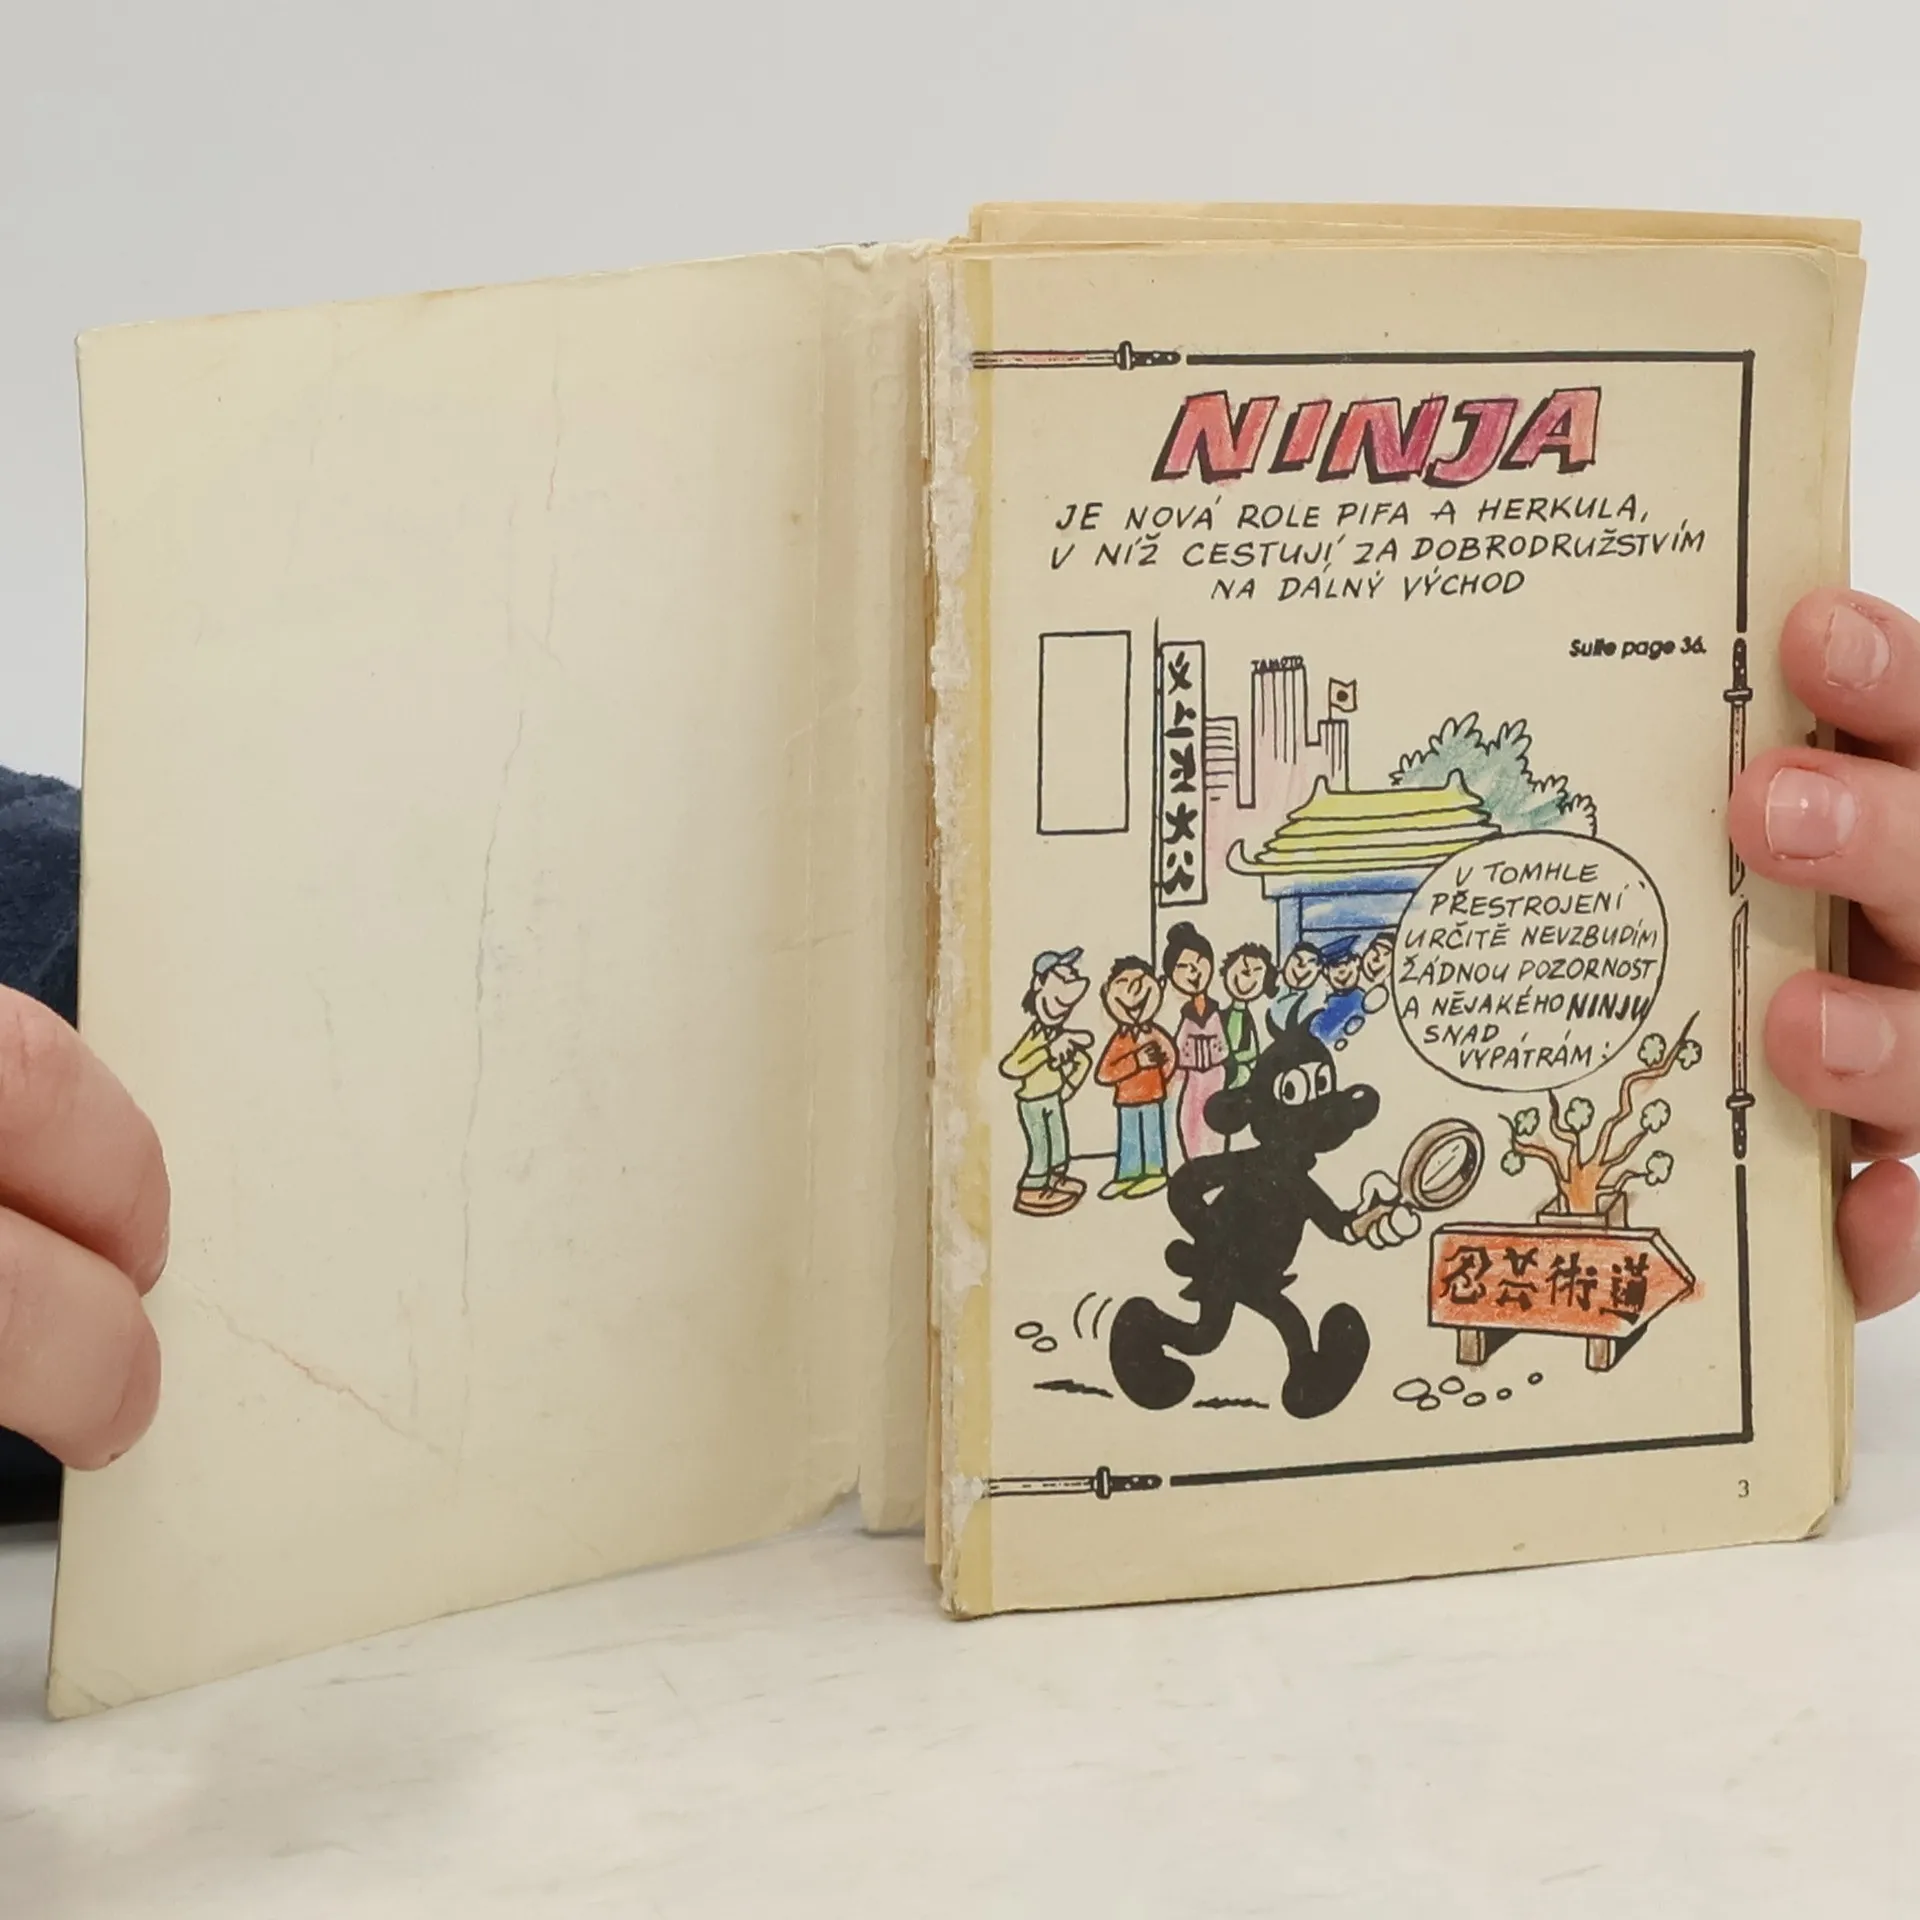 NINJA
JE NOVÁ ROLE PIFA A HERKULA,
V NÍŽ CESTUJÍ ZA DOBRODRUŽSTVÍM
NA DÁLNÝ VÝCHOD
Suite page 36.
TAMOTO
V TOMHLE
PŘESTROJENÍ
URČITĚ NEVZBUDÍM
ŽÁDNOU POZORNOST
A NĚJAKÉHO NINJU
SNAD
VYPÁTRÁM!
忍芸術道
3